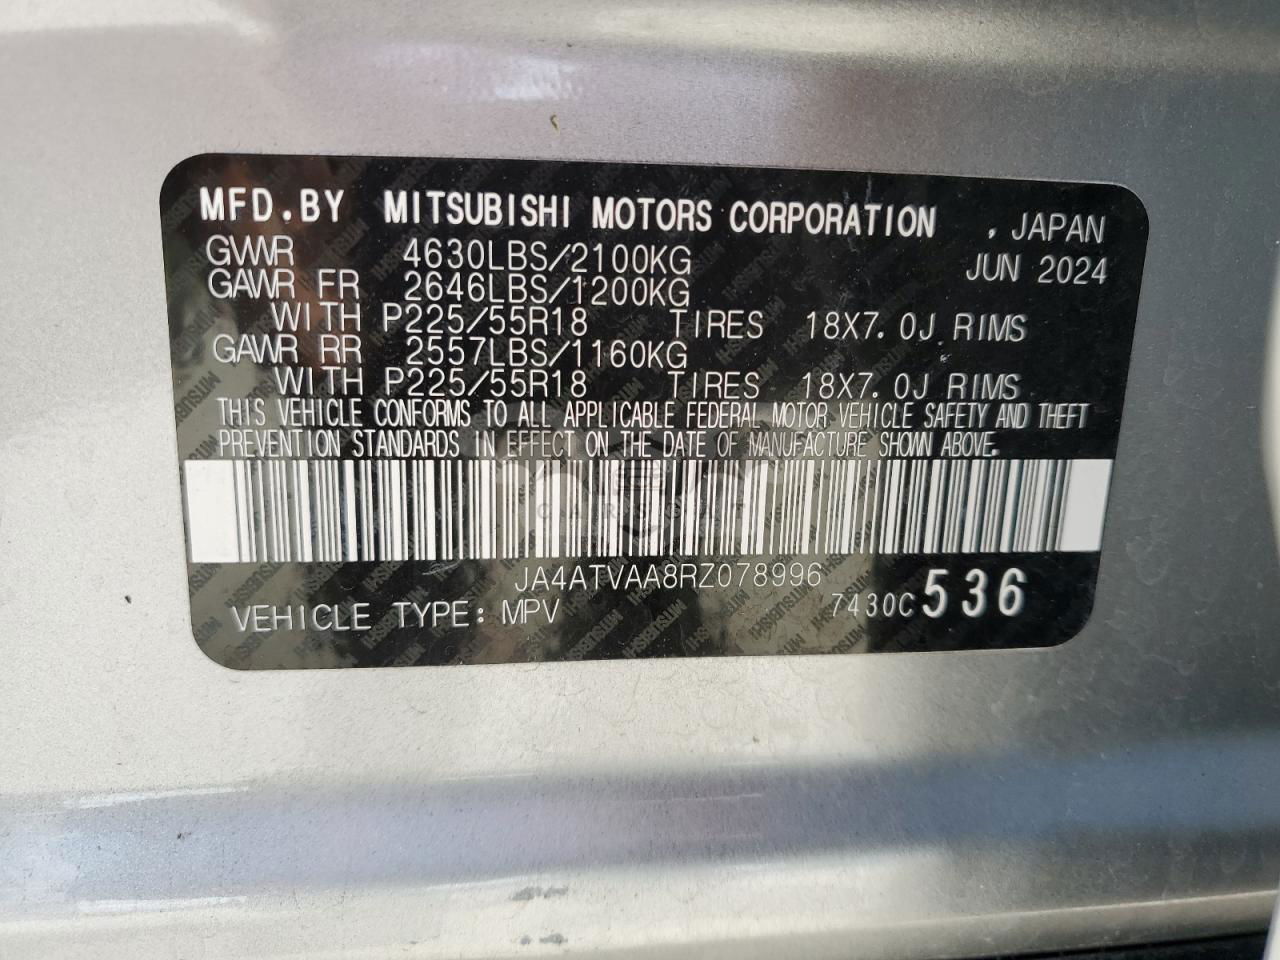 MFD.BY MITSUBISHI MOTORS CORPORATION , JAPAN
GVWR 4630LBS/2100KG JUN 2024
GAWR FR 2646LBS/1200KG
WITH P225/55R18 TIRES 18X7.0J RIMS
GAWR RR 2557LBS/1160KG
WITH P225/55R18 TIRES 18X7.0J RIMS
THIS VEHICLE CONFORMS TO ALL APPLICABLE FEDERAL MOTOR VEHICLE SAFETY AND THEFT
PREVENTION STANDARDS IN EFFECT ON THE DATE OF MANUFACTURE SHOWN ABOVE.
JA4ATVAA8RZ078996
VEHICLE TYPE: MPV 7430C 536